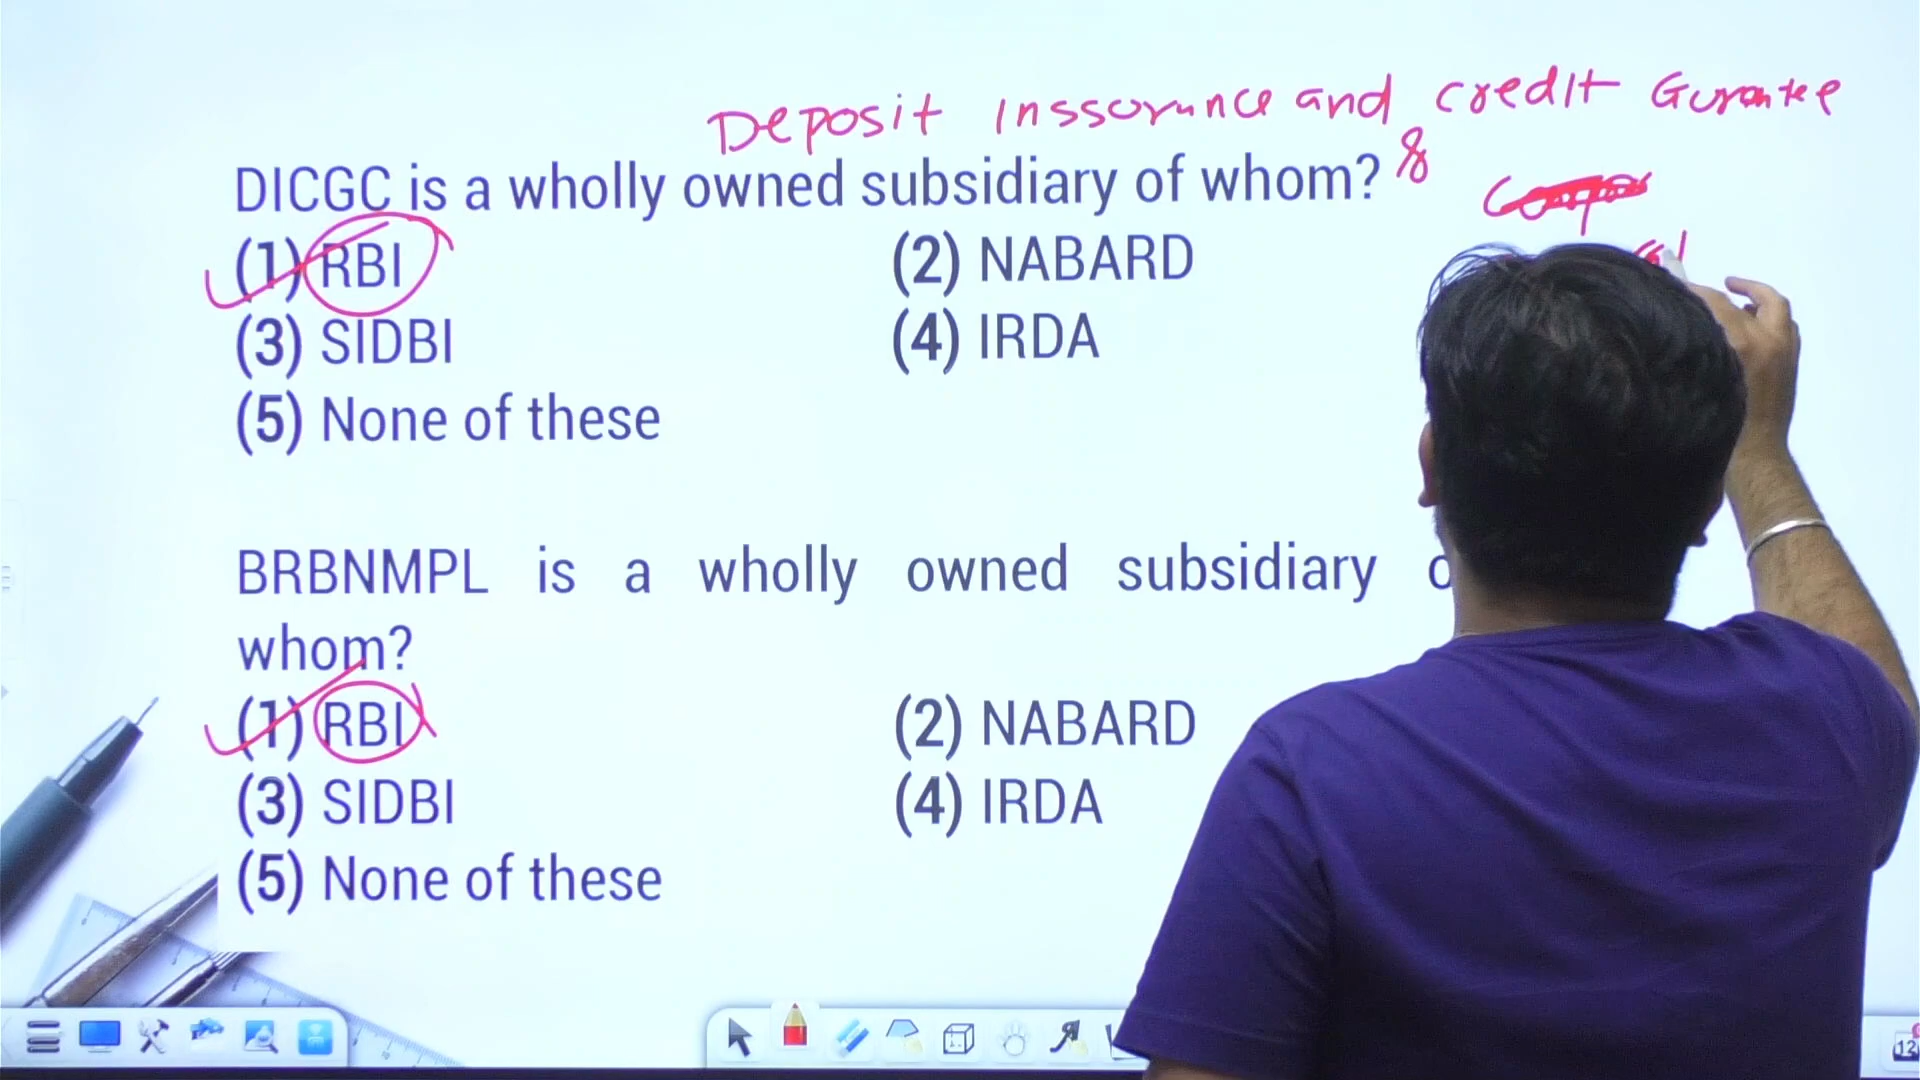 Deposit Inssorunce and credit Gurantee
DICGC is a wholly owned subsidiary of whom? &
(1) RBI (2) NABARD
(3) SIDBI (4) IRDA
(5) None of these
BRBNMPL is a wholly owned subsidiary
whom?
(1) RBI (2) NABARD
(3) SIDBI (4) IRDA
(5) None of these
12